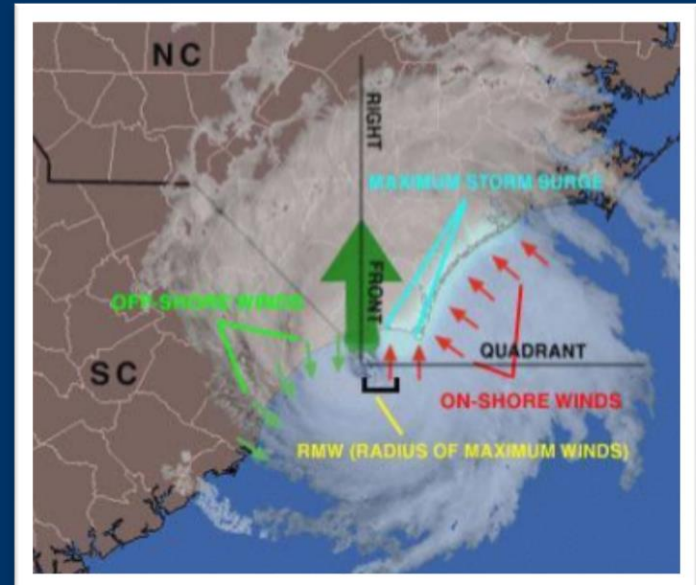 NC
RIGHT
MAXIMUM STORM SURGE
FRONT
OFF-SHORE WINDS
QUADRANT
SC
ON-SHORE WINDS
RMW (RADIUS OF MAXIMUM WINDS)